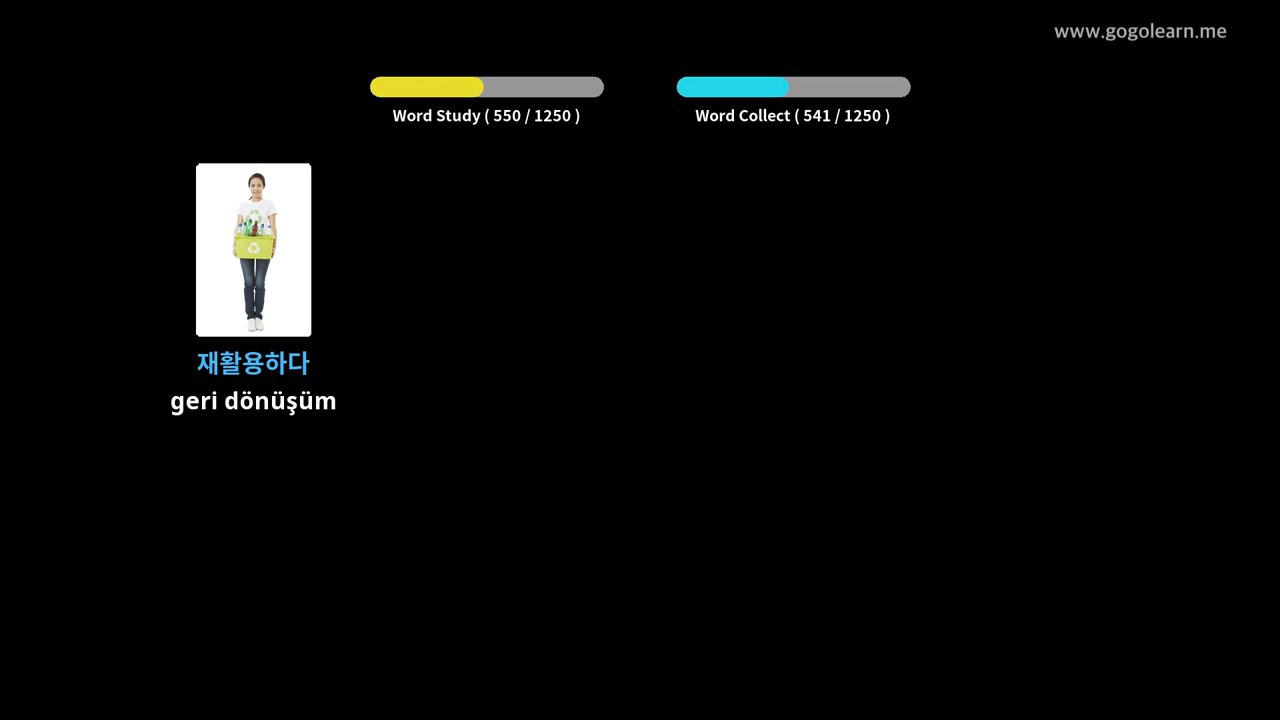 www.gogolearn.me
Word Study ( 550 / 1250 )
Word Collect ( 541 / 1250 )
재활용하다
geri dönüşüm